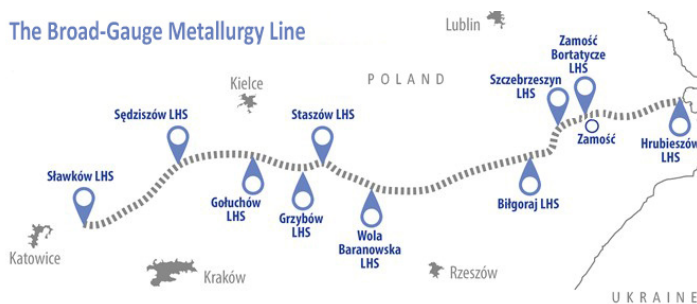 The Broad-Gauge Metallurgy Line
Lublin
Zamość
Bortatycze
LHS
Kielce
POLAND
Szczebrzeszyn
LHS
Sędziszów LHS
Staszów LHS
Zamość
Hrubieszów
LHS
Sławków LHS
Gołuchów
LHS
Grzybów
LHS
Biłgoraj LHS
Wola
Baranowska
LHS
Katowice
Kraków
Rzeszów
UKRAINE